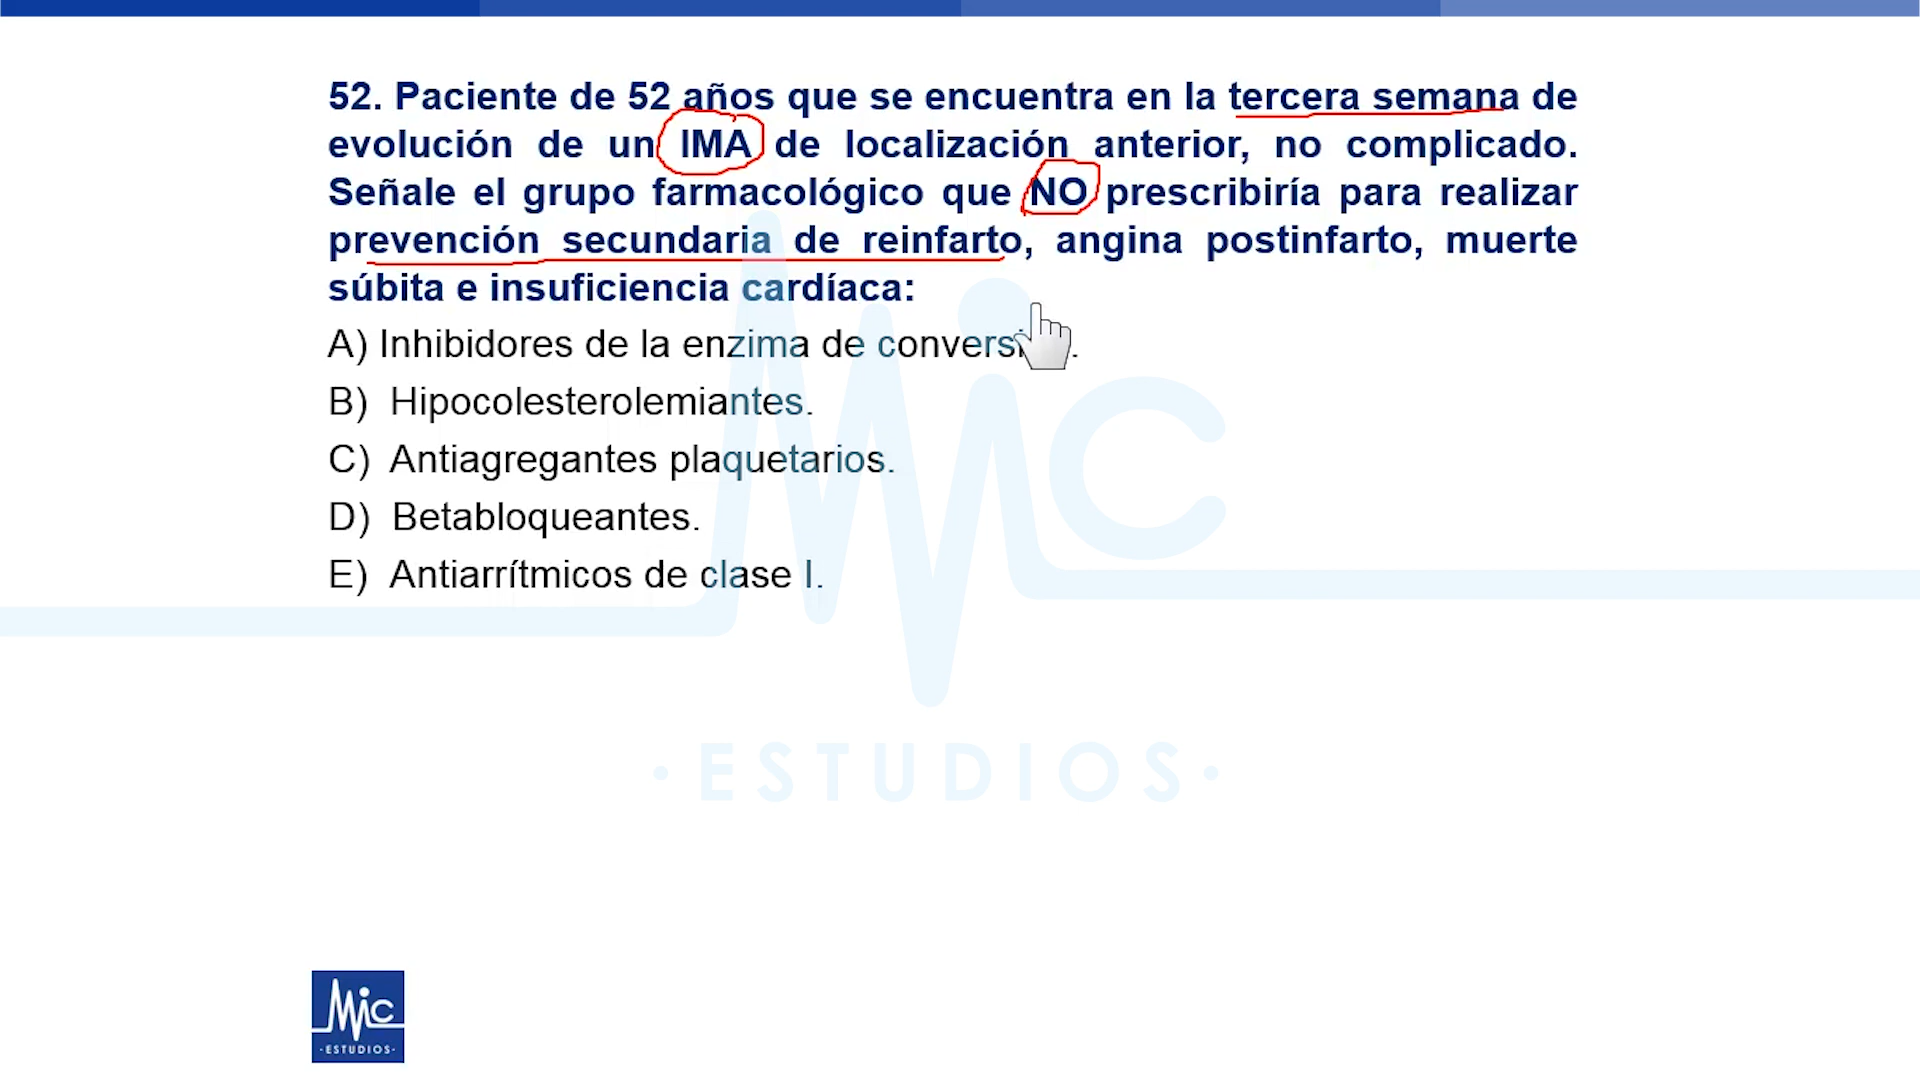 52. Paciente de 52 años que se encuentra en la tercera semana de
evolución de un IMA de localización anterior, no complicado.
Señale el grupo farmacológico que NO prescribiría para realizar
prevención secundaria de reinfarto, angina postinfarto, muerte
súbita e insuficiencia cardíaca:
A) Inhibidores de la enzima de
B) Hipocolesterolemiantes.
C) Antiagregantes plaquetarios.
D) Betabloqueantes.
E) Antiarrítmicos de clase I.
MiC
·ESTUDIOS·
MiC
·ESTUDIOS·